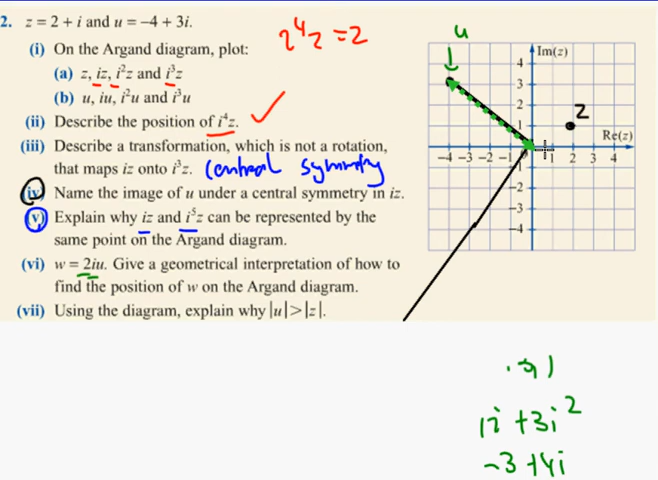 2. z = 2 + i and u = −4 + 3i.
i⁴z = z
(i) On the Argand diagram, plot:
(a) z, iz, i²z and i³z
(b) u, iu, i²u and i³u
(ii) Describe the position of i⁴z.
(iii) Describe a transformation, which is not a rotation,
that maps iz onto i³z. Central symmetry
(iv) Name the image of u under a central symmetry in iz.
(v) Explain why iz and i⁵z can be represented by the
same point on the Argand diagram.
(vi) w = 2iu. Give a geometrical interpretation of how to
find the position of w on the Argand diagram.
(vii) Using the diagram, explain why |u| > |z|.
u
Im(z)
4
3
2
1
z
Re(z)
−4 −3 −2 −1 1 2 3 4
−1
−2
−3
−4
+3i²
−3 +4i